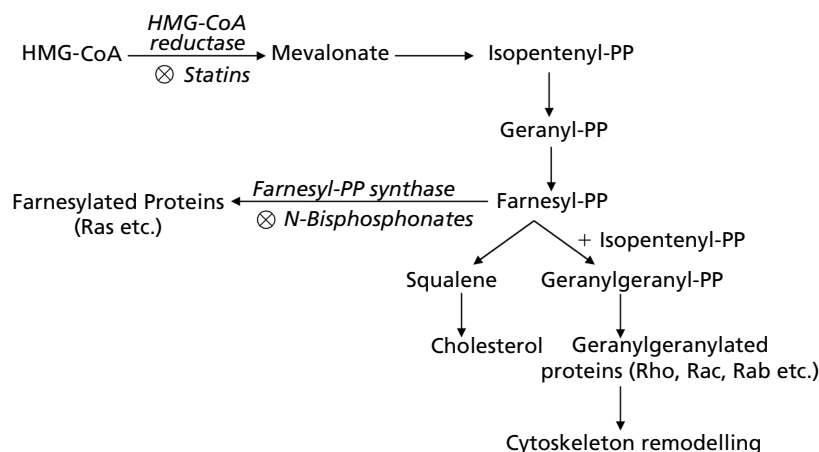 HMG-CoA
reductase
HMG-CoA
Mevalonate
Isopentenyl-PP
⊗ Statins
Geranyl-PP
Farnesyl-PP synthase
Farnesylated Proteins
(Ras etc.)
Farnesyl-PP
⊗ N-Bisphosphonates
+ Isopentenyl-PP
Squalene
Geranylgeranyl-PP
Cholesterol
Geranylgeranylated
proteins (Rho, Rac, Rab etc.)
Cytoskeleton remodelling